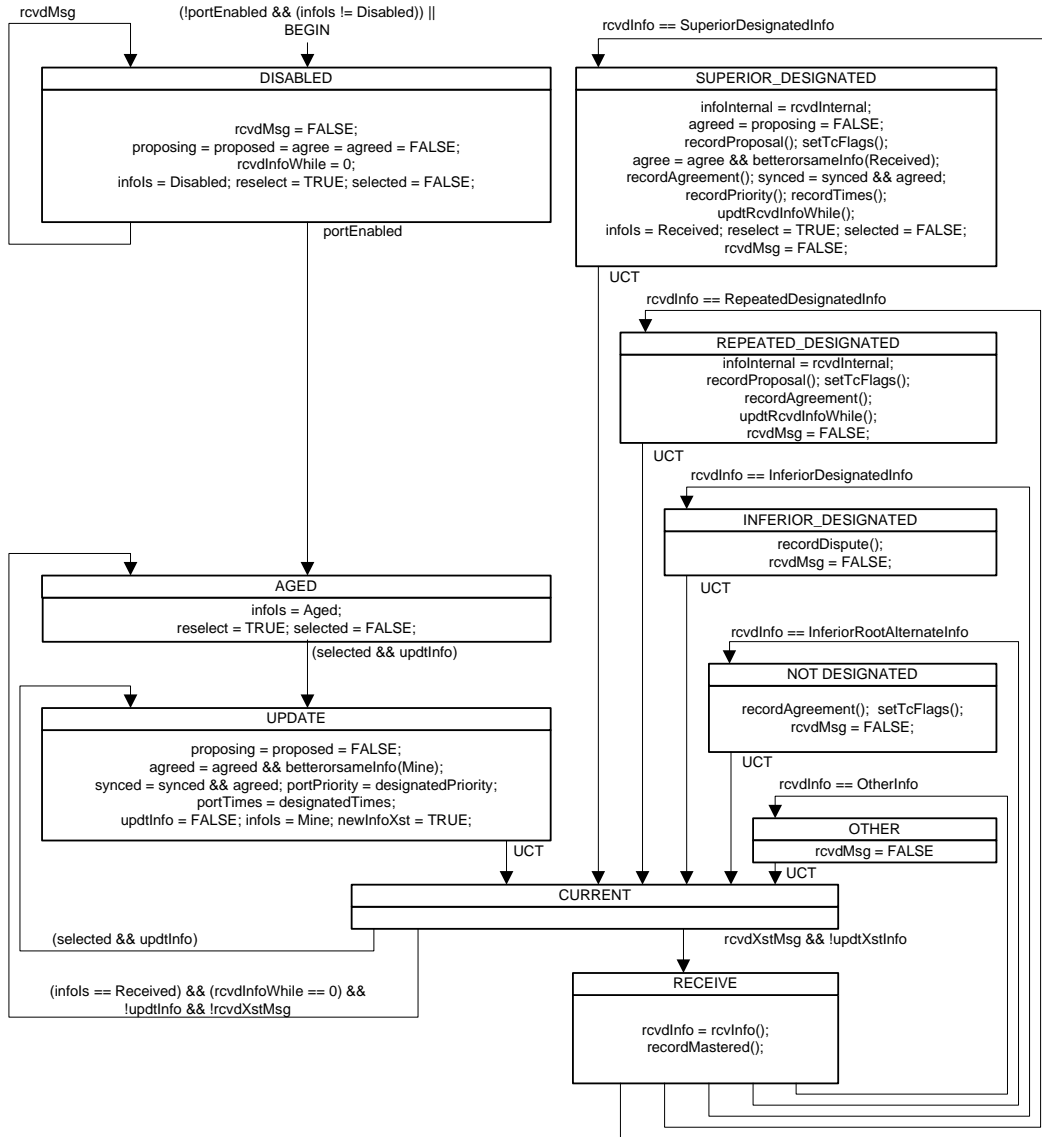 rcvdMsg
(!portEnabled && (infoIs != Disabled)) ||
BEGIN
DISABLED
rcvdMsg = FALSE;
proposing = proposed = agree = agreed = FALSE;
rcvdInfoWhile = 0;
infoIs = Disabled; reselect = TRUE; selected = FALSE;
portEnabled
AGED
infoIs = Aged;
reselect = TRUE; selected = FALSE;
(selected && updtInfo)
UPDATE
proposing = proposed = FALSE;
agreed = agreed && betterorsameInfo(Mine);
synced = synced && agreed; portPriority = designatedPriority;
portTimes = designatedTimes;
updtInfo = FALSE; infoIs = Mine; newInfoXst = TRUE;
UCT
rcvdInfo == SuperiorDesignatedInfo
SUPERIOR_DESIGNATED
infoInternal = rcvdInternal;
agreed = proposing = FALSE;
recordProposal(); setTcFlags();
agree = agree && betterorsameInfo(Received);
recordAgreement(); synced = synced && agreed;
recordPriority(); recordTimes();
updtRcvdInfoWhile();
infoIs = Received; reselect = TRUE; selected = FALSE;
rcvdMsg = FALSE;
UCT
rcvdInfo == RepeatedDesignatedInfo
REPEATED_DESIGNATED
infoInternal = rcvdInternal;
recordProposal(); setTcFlags();
recordAgreement();
updtRcvdInfoWhile();
rcvdMsg = FALSE;
UCT
rcvdInfo == InferiorDesignatedInfo
INFERIOR_DESIGNATED
recordDispute();
rcvdMsg = FALSE;
UCT
rcvdInfo == InferiorRootAlternateInfo
NOT DESIGNATED
recordAgreement(); setTcFlags();
rcvdMsg = FALSE;
UCT
rcvdInfo == OtherInfo
OTHER
rcvdMsg = FALSE
UCT
CURRENT
(selected && updtInfo)
(infoIs == Received) && (rcvdInfoWhile == 0) &&
!updtInfo && !rcvdXstMsg
rcvdXstMsg && !updtXstInfo
RECEIVE
rcvdInfo = rcvInfo();
recordMastered();